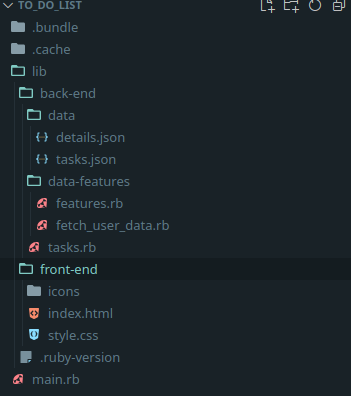 TO_DO_LIST
.bundle
.cache
lib
back-end
data
details.json
tasks.json
data-features
features.rb
fetch_user_data.rb
tasks.rb
front-end
icons
index.html
style.css
.ruby-version
main.rb